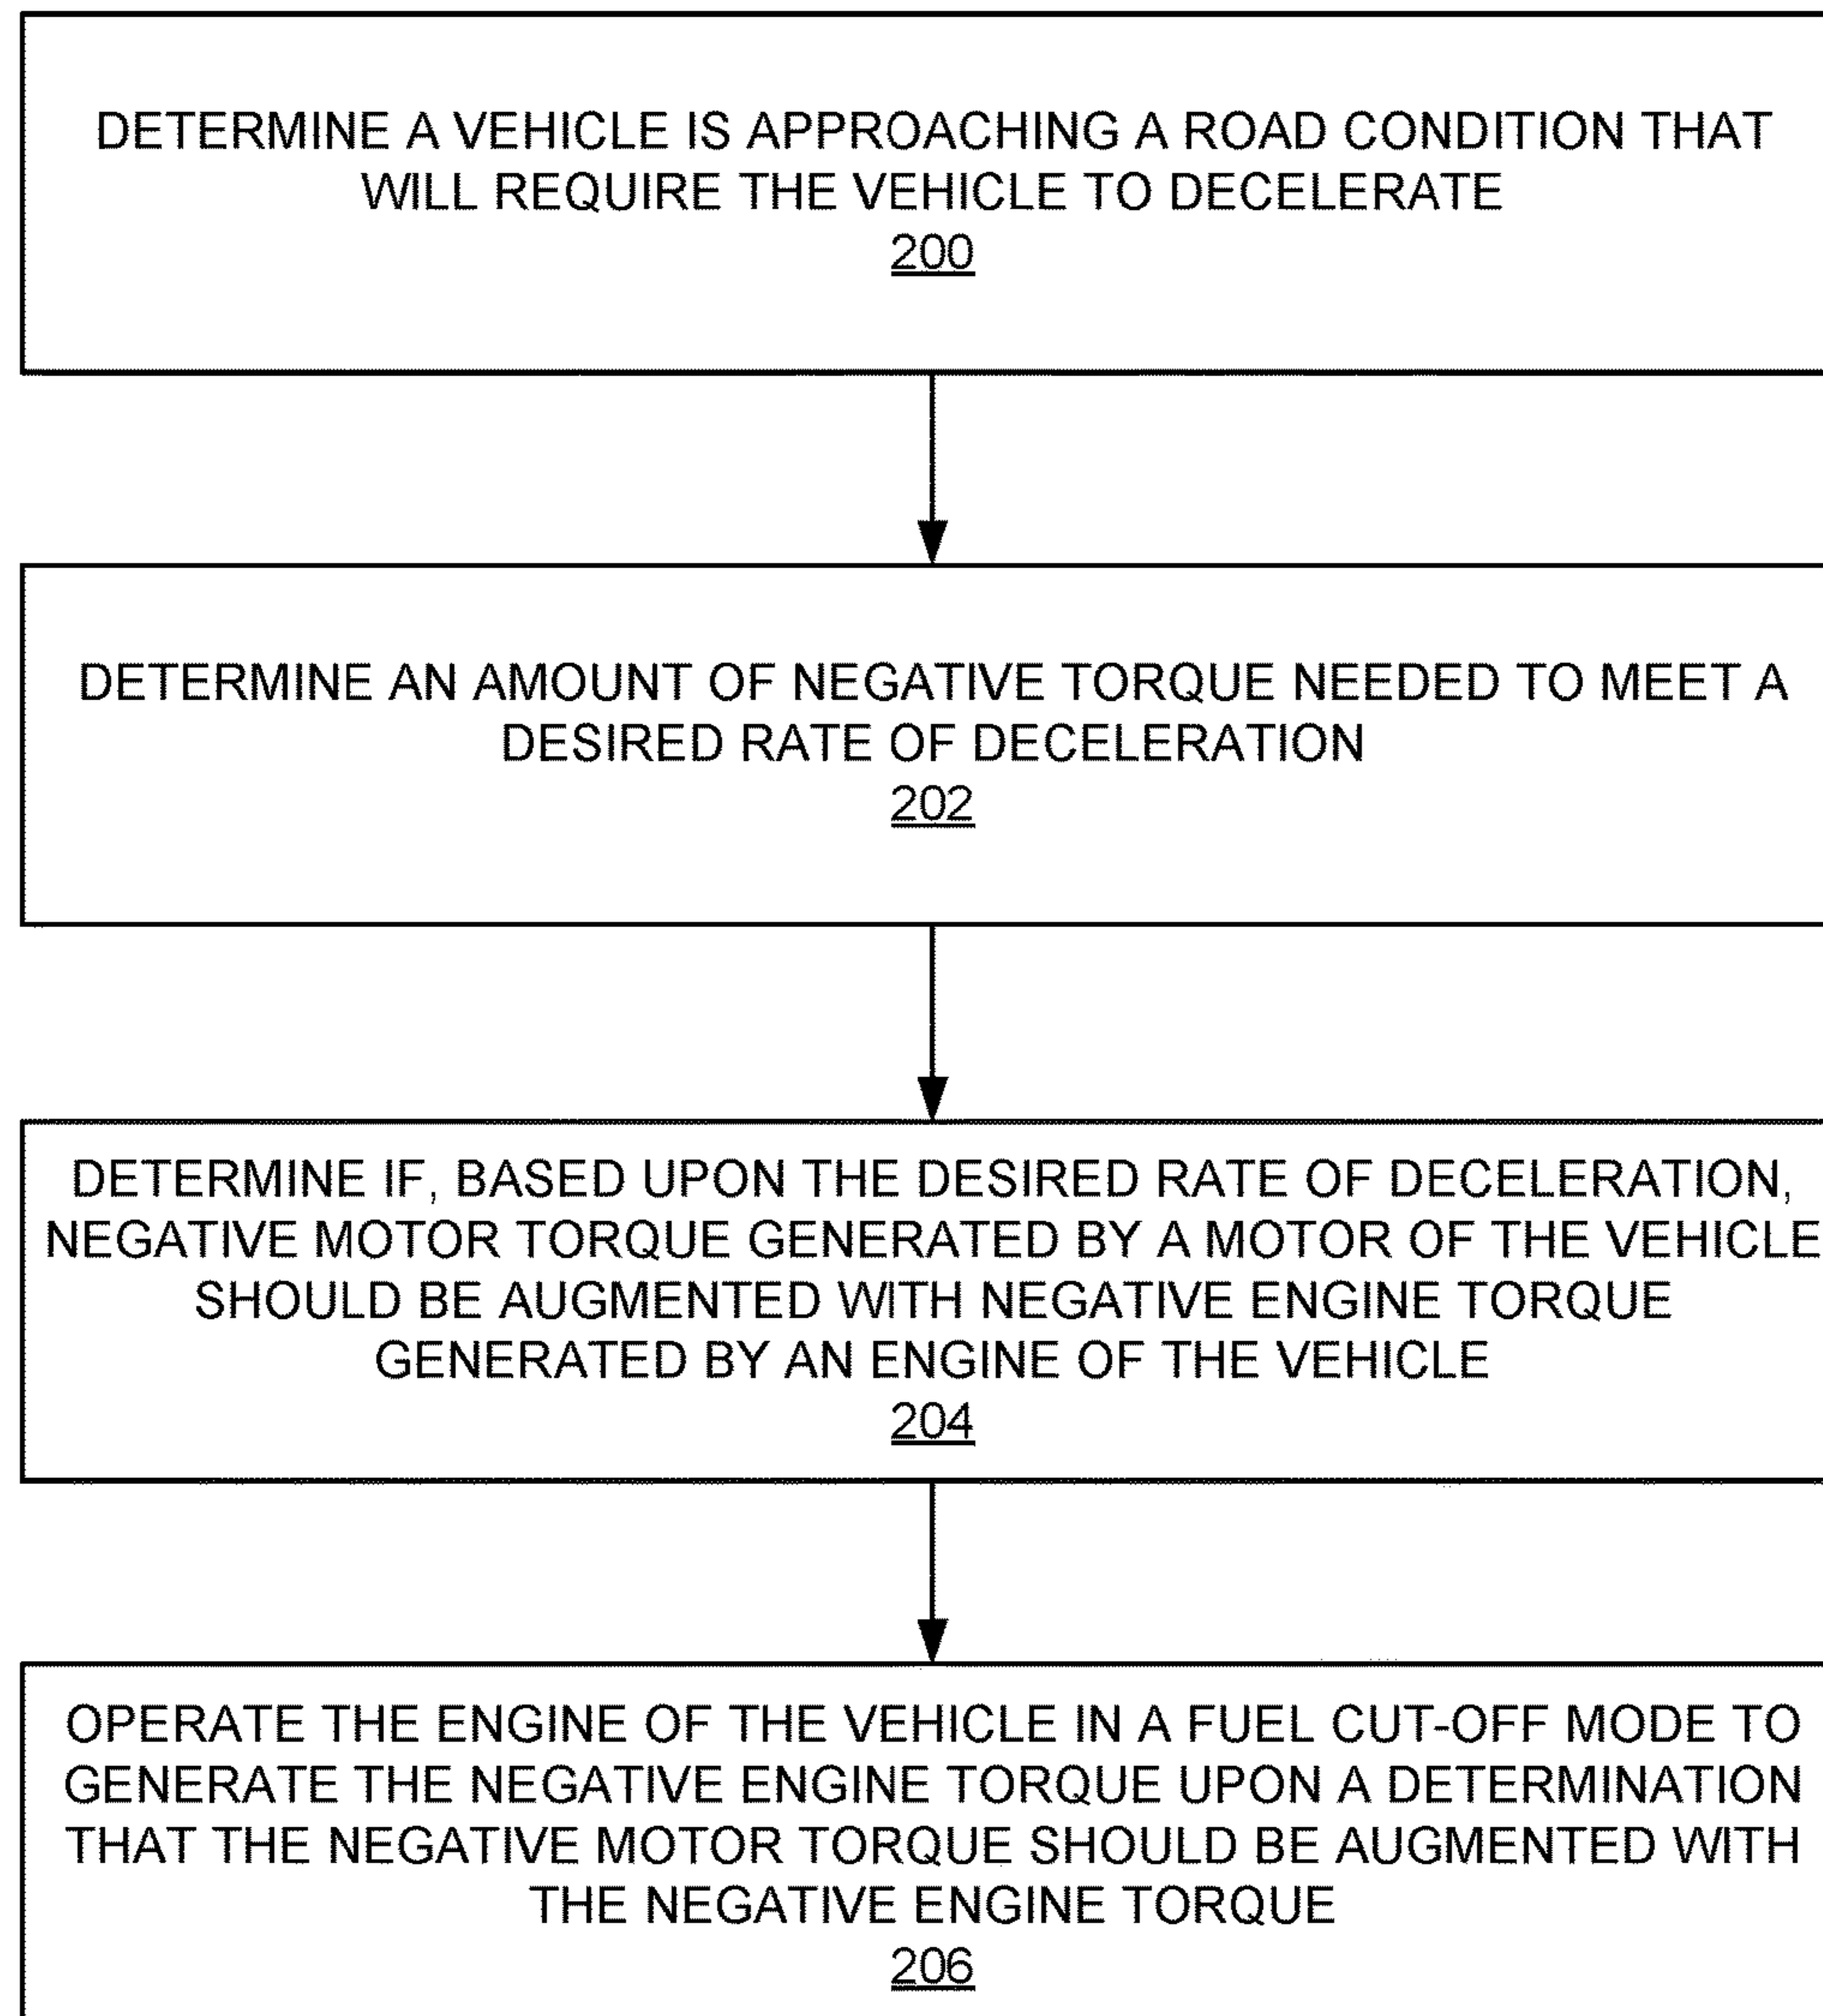 DETERMINE A VEHICLE IS APPROACHING A ROAD CONDITION THAT
WILL REQUIRE THE VEHICLE TO DECELERATE
200
DETERMINE AN AMOUNT OF NEGATIVE TORQUE NEEDED TO MEET A
DESIRED RATE OF DECELERATION
202
DETERMINE IF, BASED UPON THE DESIRED RATE OF DECELERATION,
NEGATIVE MOTOR TORQUE GENERATED BY A MOTOR OF THE VEHICLE
SHOULD BE AUGMENTED WITH NEGATIVE ENGINE TORQUE
GENERATED BY AN ENGINE OF THE VEHICLE
204
OPERATE THE ENGINE OF THE VEHICLE IN A FUEL CUT-OFF MODE TO
GENERATE THE NEGATIVE ENGINE TORQUE UPON A DETERMINATION
THAT THE NEGATIVE MOTOR TORQUE SHOULD BE AUGMENTED WITH
THE NEGATIVE ENGINE TORQUE
206